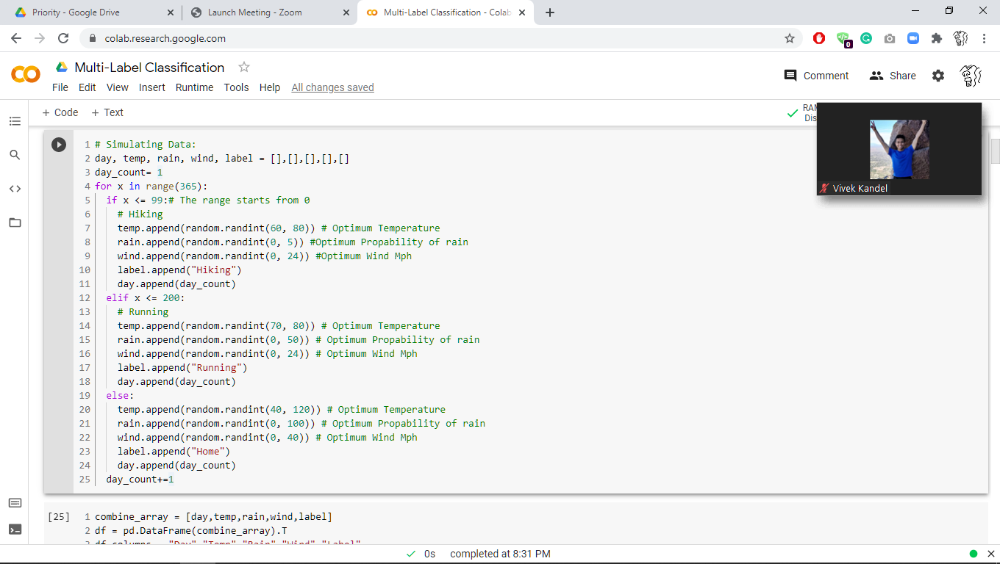 Priority - Google Drive
Launch Meeting - Zoom
Multi-Label Classification - Colab
colab.research.google.com
0
Multi-Label Classification
File Edit View Insert Runtime Tools Help All changes saved
Comment Share
+ Code + Text
RAM
Dis
Vivek Kandel
1 # Simulating Data:
2 day, temp, rain, wind, label = [],[],[],[],[]
3 day_count= 1
4 for x in range(365):
5 if x <= 99:# The range starts from 0
6 # Hiking
7 temp.append(random.randint(60, 80)) # Optimum Temperature
8 rain.append(random.randint(0, 5)) #Optimum Propability of rain
9 wind.append(random.randint(0, 24)) #Optimum Wind Mph
10 label.append("Hiking")
11 day.append(day_count)
12 elif x <= 200:
13 # Running
14 temp.append(random.randint(70, 80)) # Optimum Temperature
15 rain.append(random.randint(0, 50)) # Optimum Propability of rain
16 wind.append(random.randint(0, 24)) # Optimum Wind Mph
17 label.append("Running")
18 day.append(day_count)
19 else:
20 temp.append(random.randint(40, 120)) # Optimum Temperature
21 rain.append(random.randint(0, 100)) # Optimum Propability of rain
22 wind.append(random.randint(0, 40)) # Optimum Wind Mph
23 label.append("Home")
24 day.append(day_count)
25 day_count+=1
[25] 1 combine_array = [day,temp,rain,wind,label]
2 df = pd.DataFrame(combine_array).T
3 df.columns = "Day","Temp","Rain","Wind","Label"
0s completed at 8:31 PM